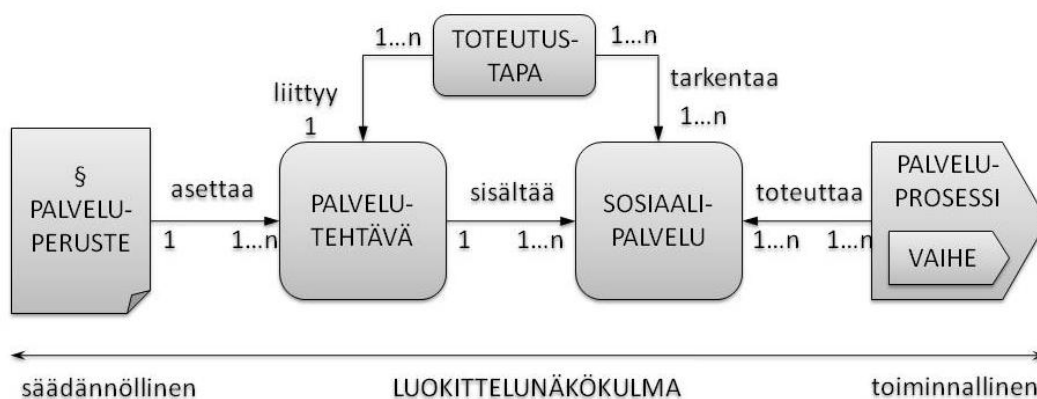 1...n
TOTEUTUS-
TAPA
1...n
liittyy
1
tarkentaa
1...n
§
PALVELU-
PERUSTE
asettaa
1
1...n
PALVELU-
TEHTÄVÄ
sisältää
1
1...n
SOSIAALI-
PALVELU
toteuttaa
1...n
1...n
PALVELU-
PROSESSI
VAIHE
säädännöllinen
LUOKITTELUNÄKÖKULMA
toiminnallinen